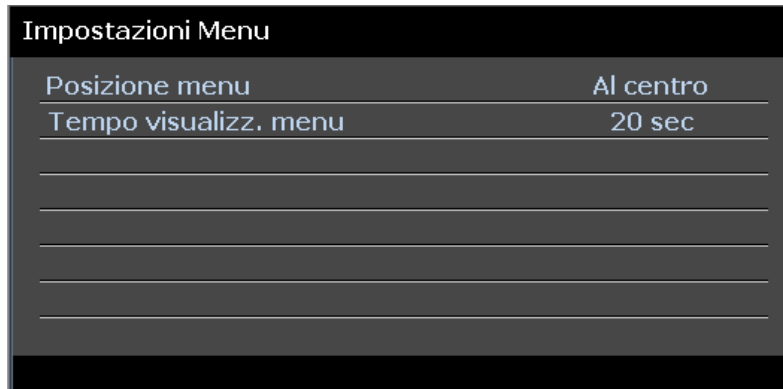 Impostazioni Menu
Posizione menu Al centro
Tempo visualizz. menu 20 sec